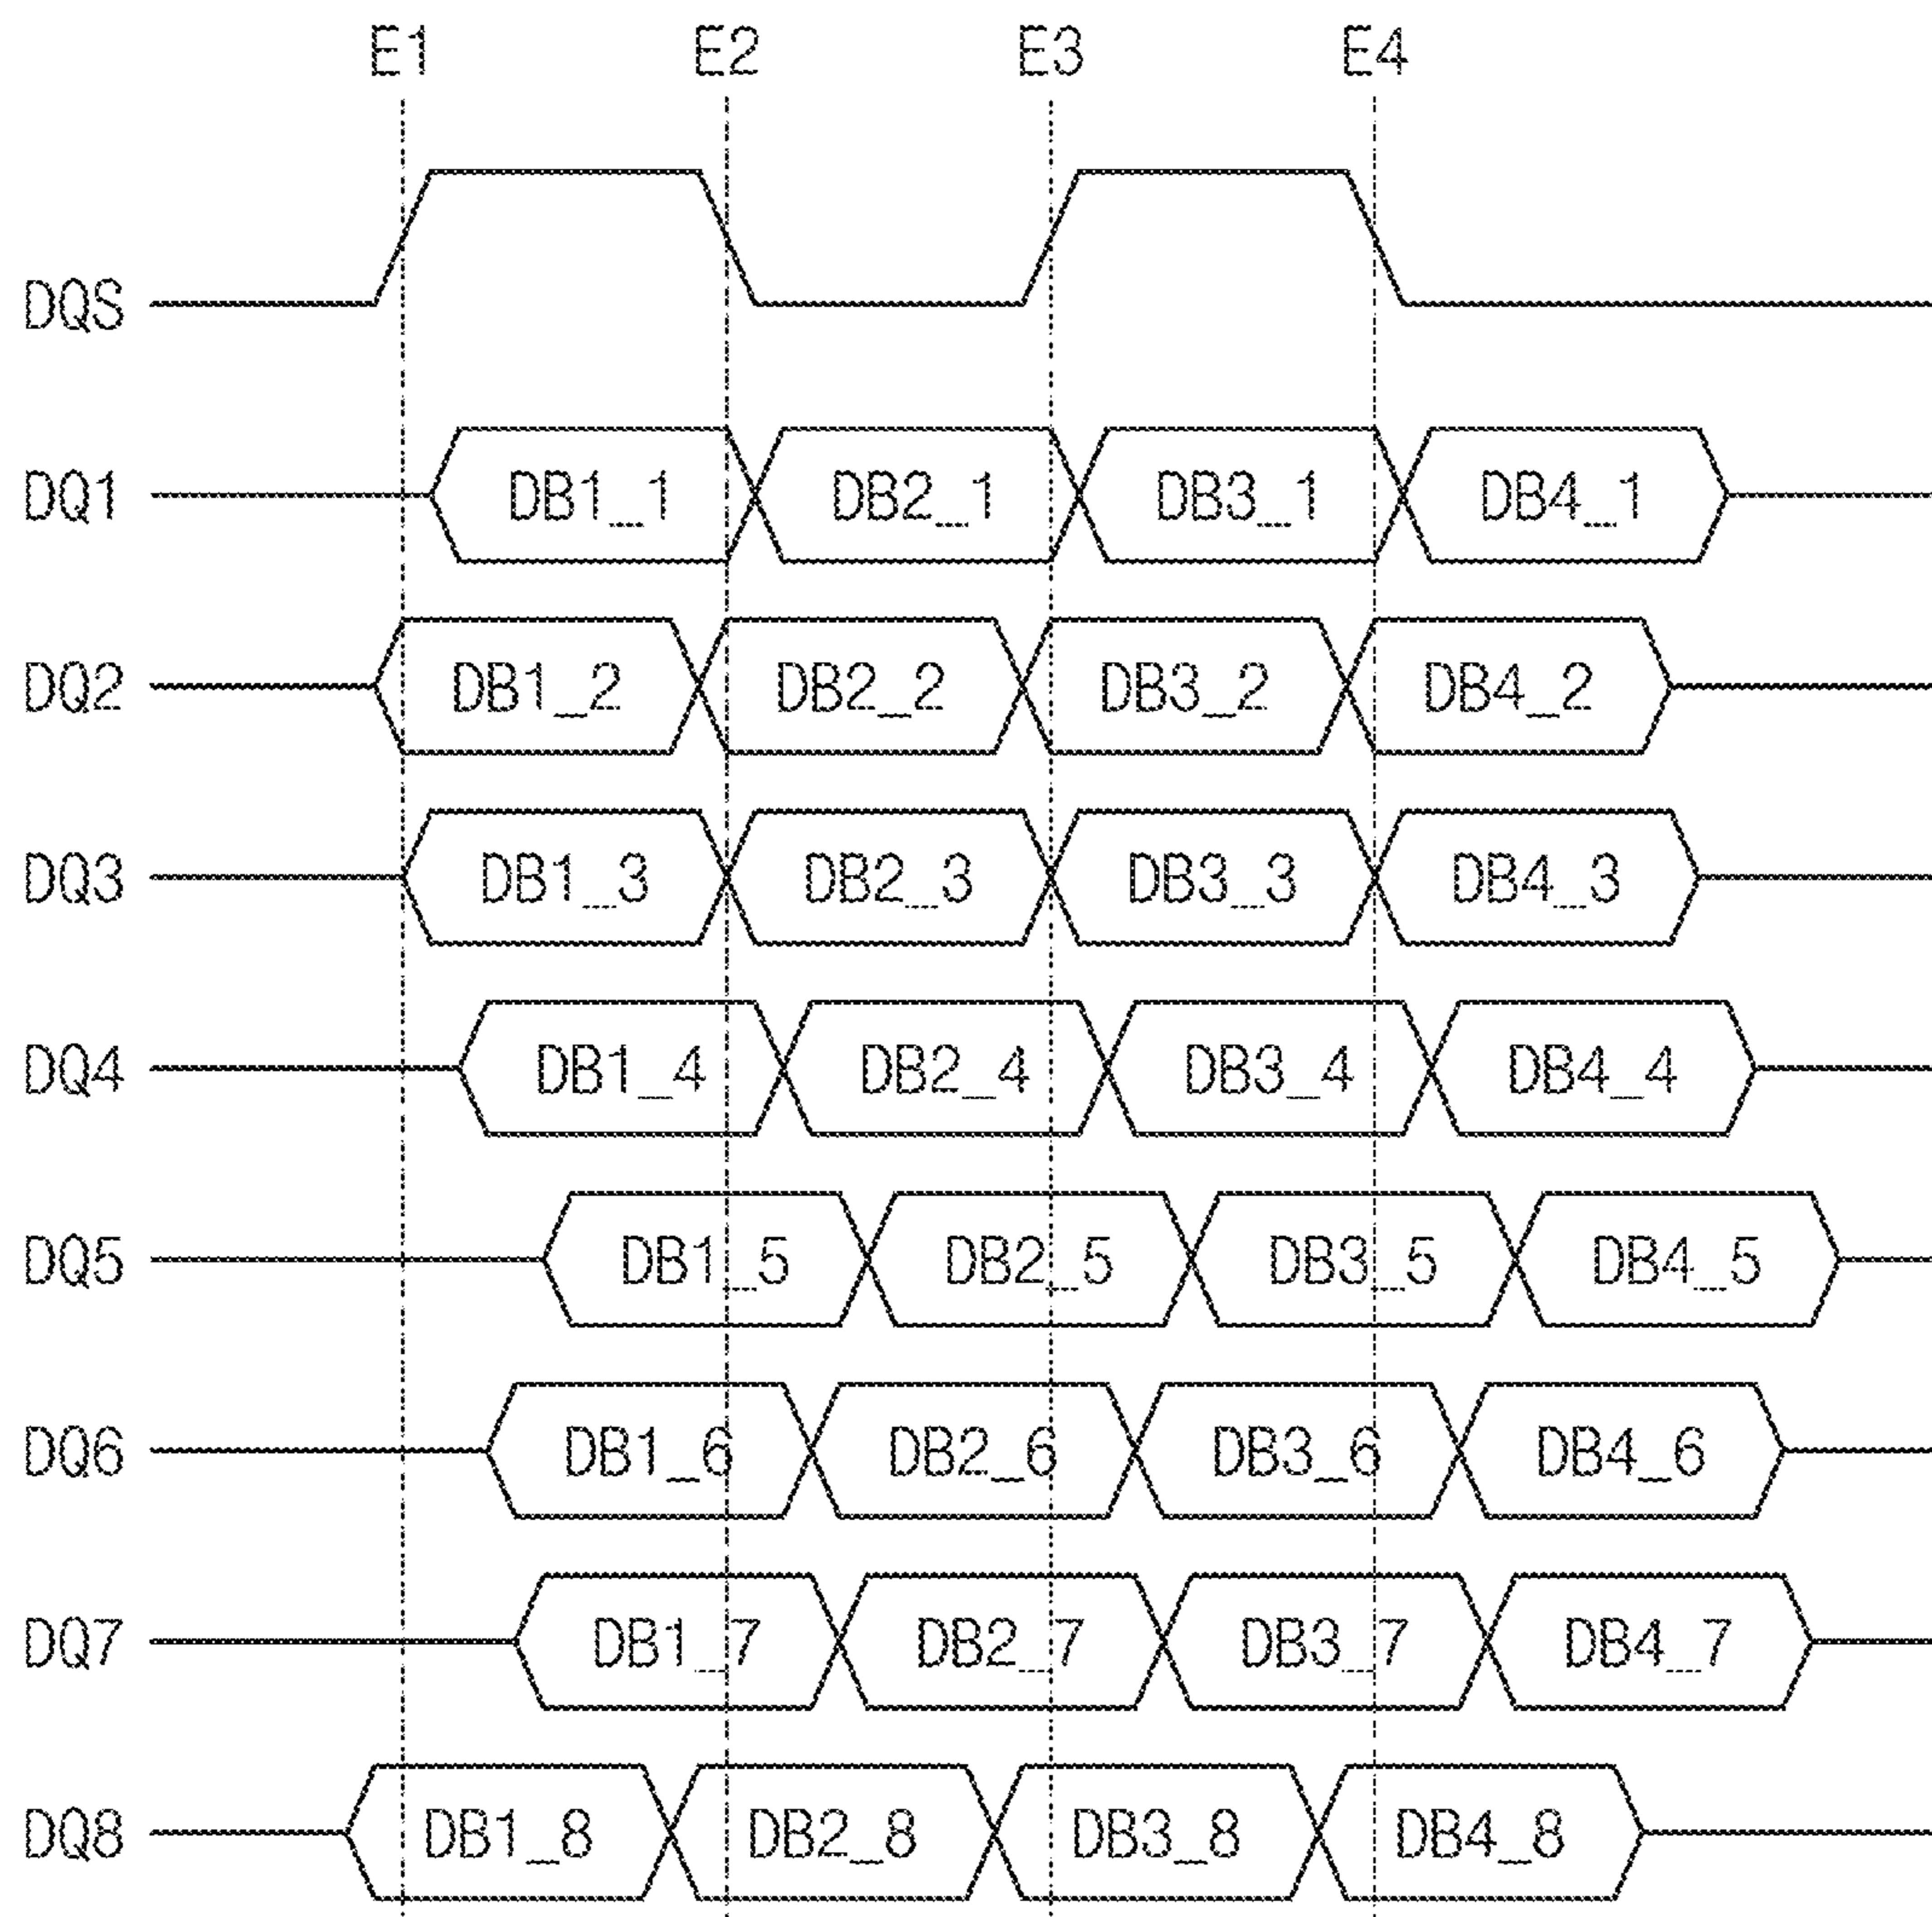 E1 E2 E3 E4
DQS
DQ1 DB1_1 DB2_1 DB3_1 DB4_1
DQ2 DB1_2 DB2_2 DB3_2 DB4_2
DQ3 DB1_3 DB2_3 DB3_3 DB4_3
DQ4 DB1_4 DB2_4 DB3_4 DB4_4
DQ5 DB1_5 DB2_5 DB3_5 DB4_5
DQ6 DB1_6 DB2_6 DB3_6 DB4_6
DQ7 DB1_7 DB2_7 DB3_7 DB4_7
DQ8 DB1_8 DB2_8 DB3_8 DB4_8